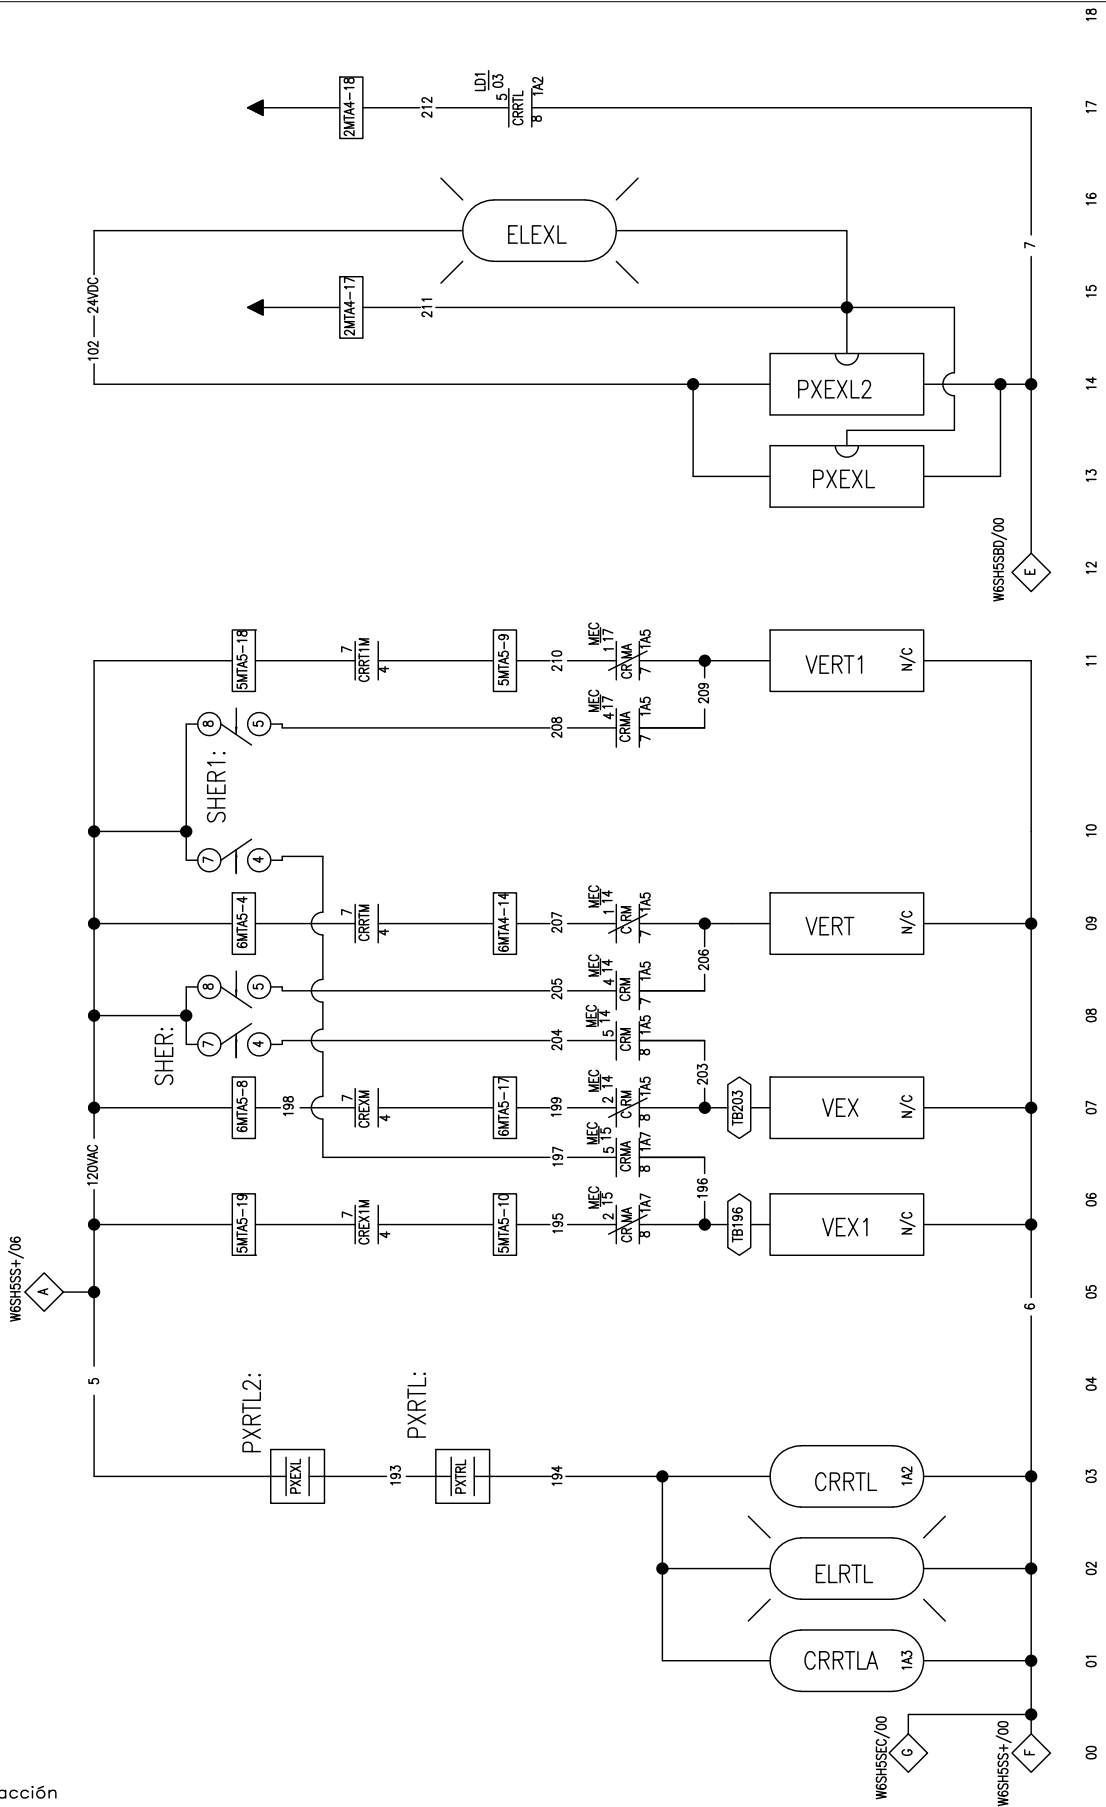 acción
W6SH5SS+/06
A
5
120VAC
102
24VDC
PXRTL2:
PXEXL
193
PXRTL:
PXTRL
194
CRRTLA
1A3
ELRTL
CRRTL
1A2
W6SH5SEC/00
G
W6SH5SS+/00
F
6
5MTA5-19
7
CREX1M
4
5MTA5-10
195
MEC
2 15
CRMA
8 1A7
196
TB196
VEX1
N/C
197
MEC
5 15
CRMA
8 1A7
6MTA5-8
198
7
CREXM
4
6MTA5-17
199
MEC
2 14
CRM
8 1A5
203
TB203
VEX
N/C
SHER:
7
4
204
MEC
5 14
CRM
8 1A5
8
5
205
MEC
4 14
CRM
7 1A5
206
6MTA5-4
7
CRRTM
4
6MTA4-14
207
MEC
1 14
CRM
7 1A5
VERT
N/C
SHER1:
7
4
8
5
208
MEC
4 17
CRMA
7 1A5
209
5MTA5-18
7
CRRT1M
4
5MTA5-9
210
MEC
1 17
CRMA
7 1A5
VERT1
N/C
W6SH5SBD/00
E
PXEXL
PXEXL2
2MTA4-17
211
ELEXL
2MTA4-18
212
LD1
5 03
CRRTL
8 1A2
7
00
01
02
03
04
05
06
07
08
09
10
11
12
13
14
15
16
17
18